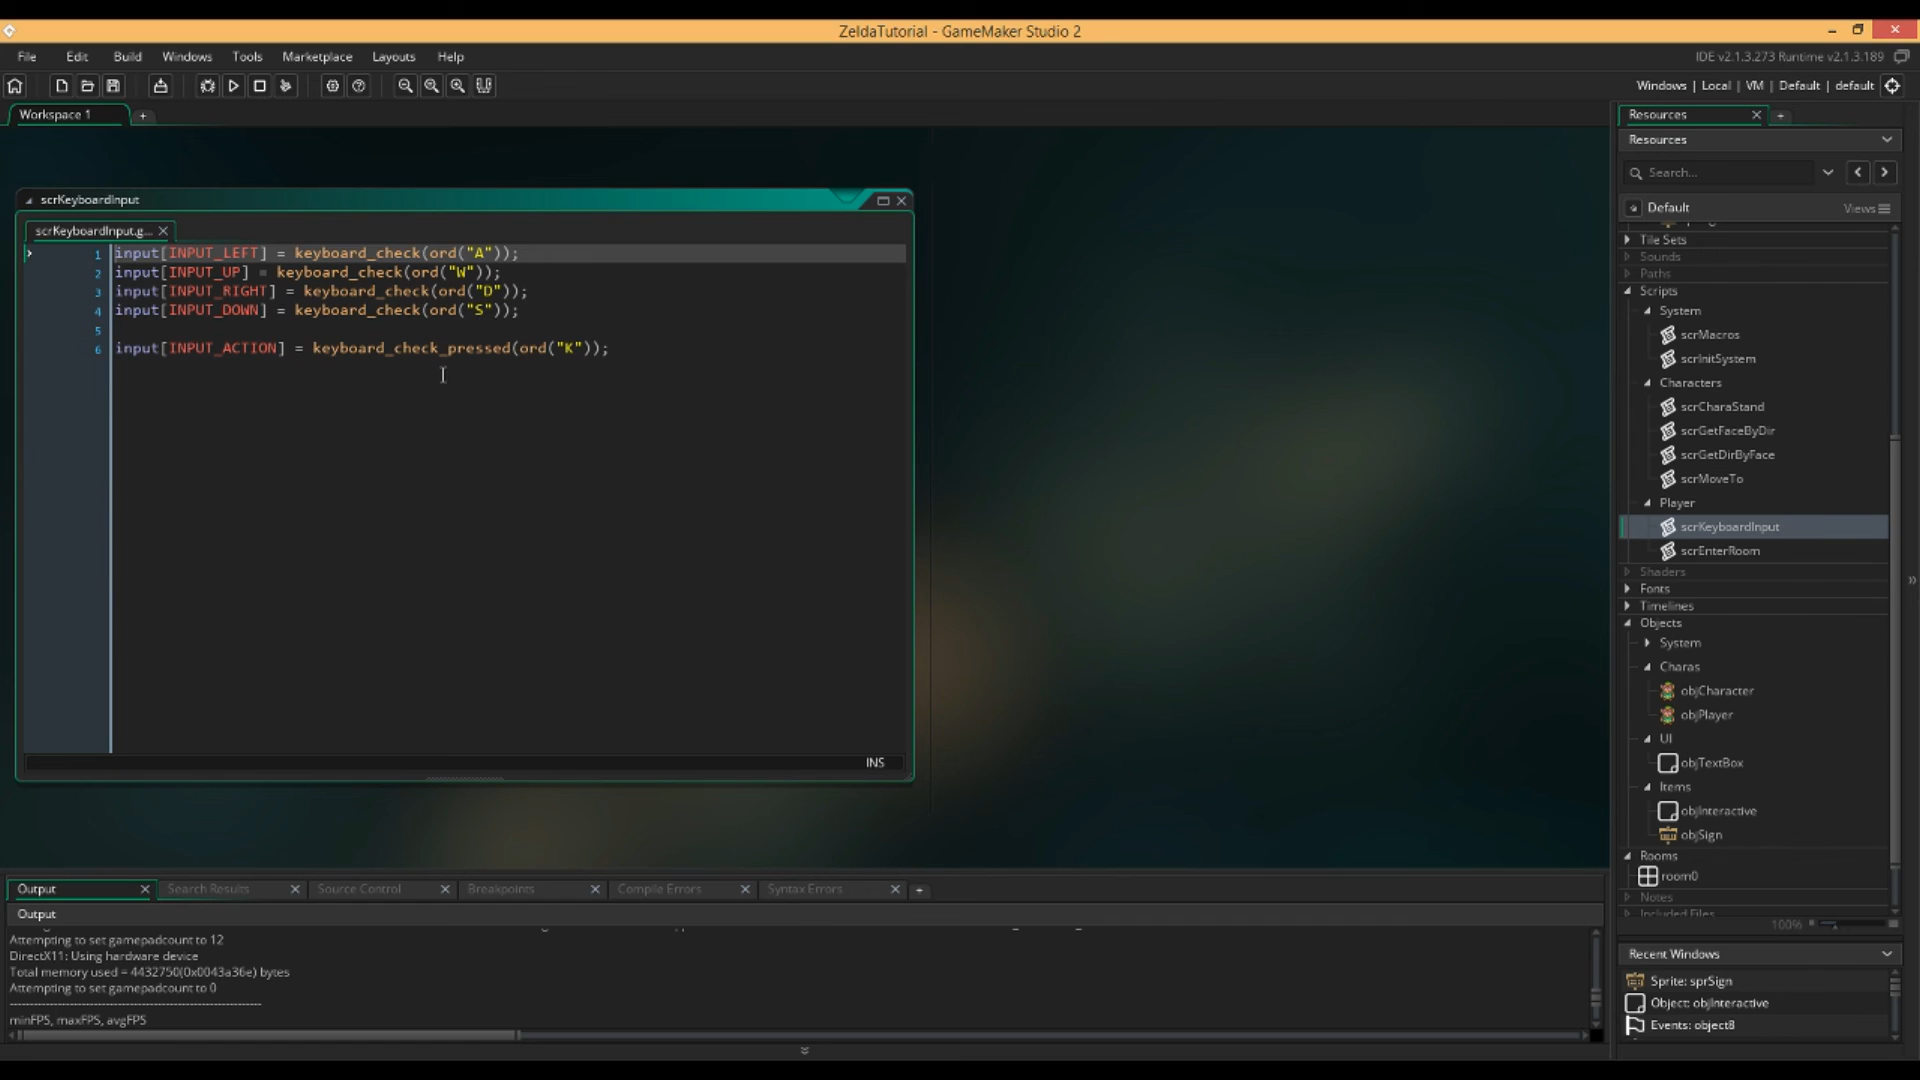 ZeldaTutorial - GameMaker Studio 2
File Edit Build Windows Tools Marketplace Layouts Help
IDE v2.1.3.273 Runtime v2.1.3.189
Windows | Local | VM | Default | default
Workspace 1
scrKeyboardInput
scrKeyboardInput.g...
1 input[INPUT_LEFT] = keyboard_check(ord("A"));
2 input[INPUT_UP] = keyboard_check(ord("W"));
3 input[INPUT_RIGHT] = keyboard_check(ord("D"));
4 input[INPUT_DOWN] = keyboard_check(ord("S"));
5
6 input[INPUT_ACTION] = keyboard_check_pressed(ord("K"));
INS
Output
Search Results
Source Control
Breakpoints
Compile Errors
Syntax Errors
Output
Attempting to set gamepadcount to 12
DirectX11: Using hardware device
Total memory used = 4432750(0x0043a36e) bytes
Attempting to set gamepadcount to 0
minFPS, maxFPS, avgFPS
Resources
Resources
Search...
Default
Views
Tile Sets
Sounds
Paths
Scripts
System
scrMacros
scrInitSystem
Characters
scrCharaStand
scrGetFaceByDir
scrGetDirByFace
scrMoveTo
Player
scrKeyboardInput
scrEnterRoom
Shaders
Fonts
Timelines
Objects
System
Charas
objCharacter
objPlayer
UI
objTextBox
Items
objInteractive
objSign
Rooms
room0
Notes
Included Files
100%
Recent Windows
Sprite: sprSign
Object: objInteractive
Events: object8